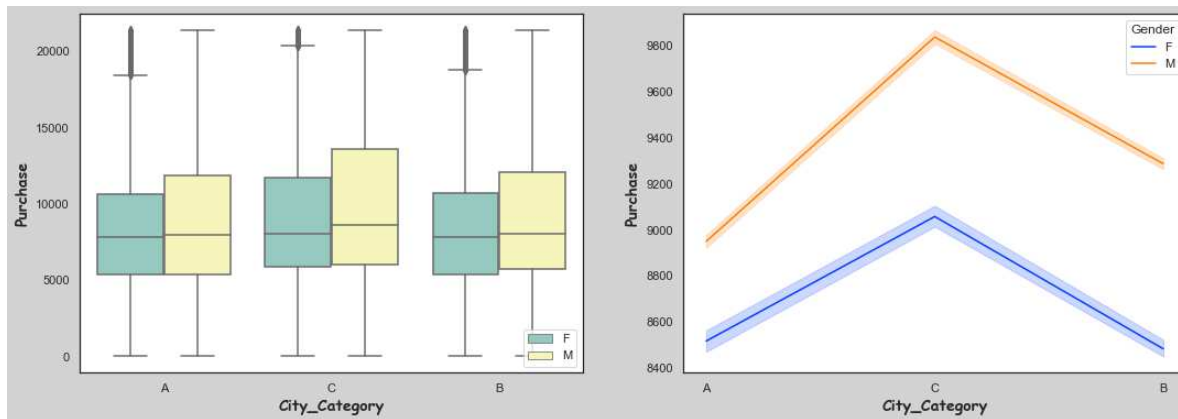 20000
15000
10000
5000
0
Purchase
F
M
A
C
B
City_Category
9800
9600
9400
9200
9000
8800
8600
8400
Purchase
Gender
F
M
A
C
B
City_Category